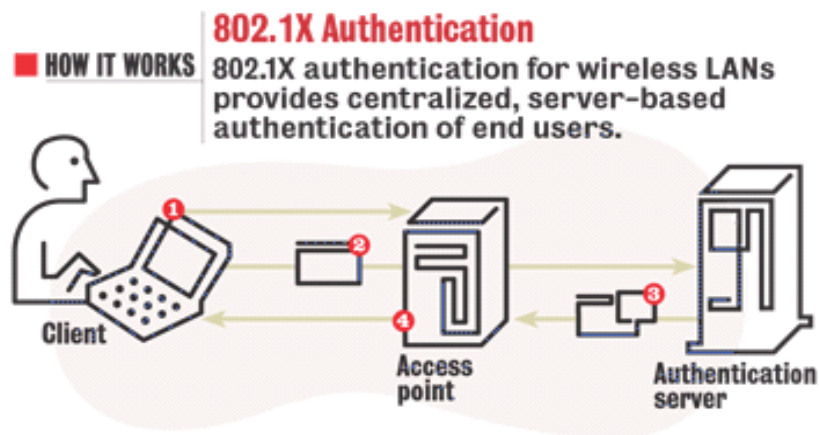 802.1X Authentication
HOW IT WORKS
802.1X authentication for wireless LANs
provides centralized, server-based
authentication of end users.
1
2
3
4
Client
Access
point
Authentication
server